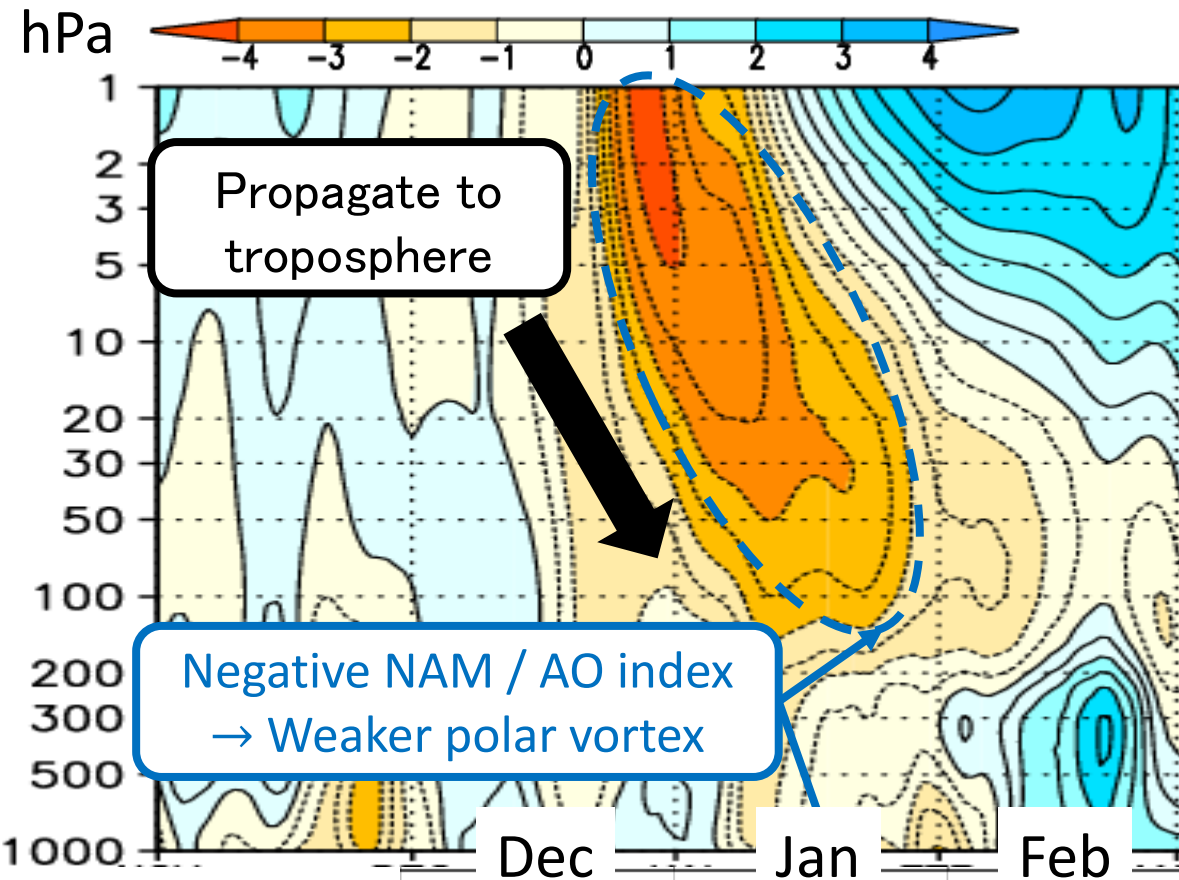 hPa
-4 -3 -2 -1 0 1 2 3 4
1
2
3
5
10
20
30
50
100
200
300
500
1000
Propagate to
troposphere
Negative NAM / AO index
→ Weaker polar vortex
Dec Jan Feb